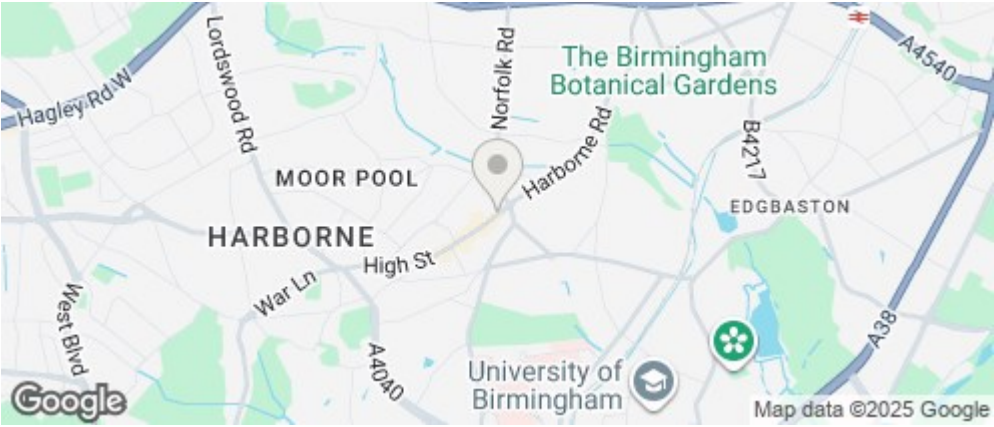 Lordswood Rd
Norfolk Rd
A4540
The Birmingham
Botanical Gardens
Hagley Rd W
B4217
Harborne Rd
MOOR POOL
EDGBASTON
HARBORNE
High St
War Ln
West Blvd
A38
A4040
University of
Birmingham
Google
Map data ©2025 Google